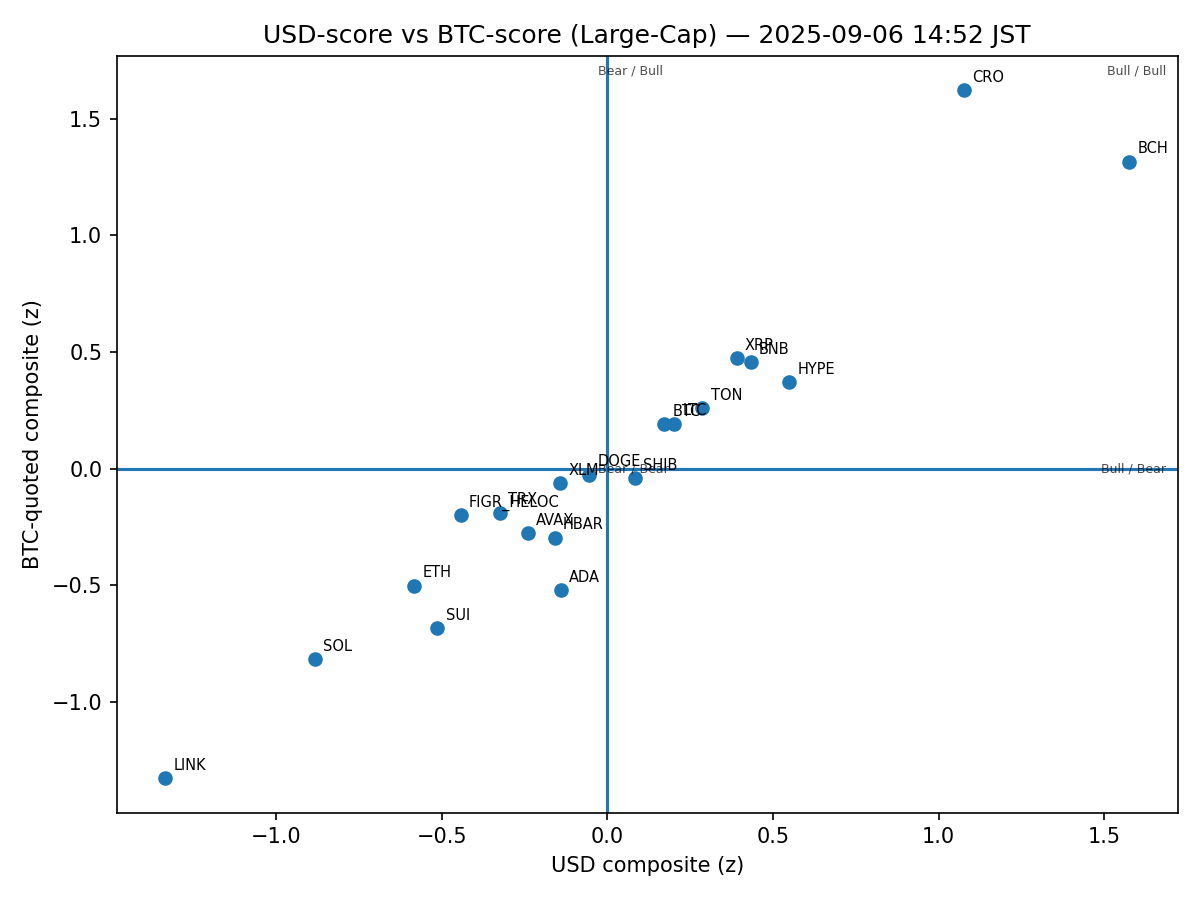 USD-score vs BTC-score (Large-Cap) — 2025-09-06 14:52 JST
Bear / Bull
Bull / Bull
CRO
BCH
XRP
BNB
HYPE
TON
BTC
LTC
DOGE
SHIB
XLM
Bear / Bear
Bull / Bear
FIGR_HELOC
TRX
AVAX
HBAR
ETH
ADA
SUI
SOL
LINK
1.5
1.0
0.5
0.0
−0.5
−1.0
BTC-quoted composite (z)
−1.0
−0.5
0.0
0.5
1.0
1.5
USD composite (z)